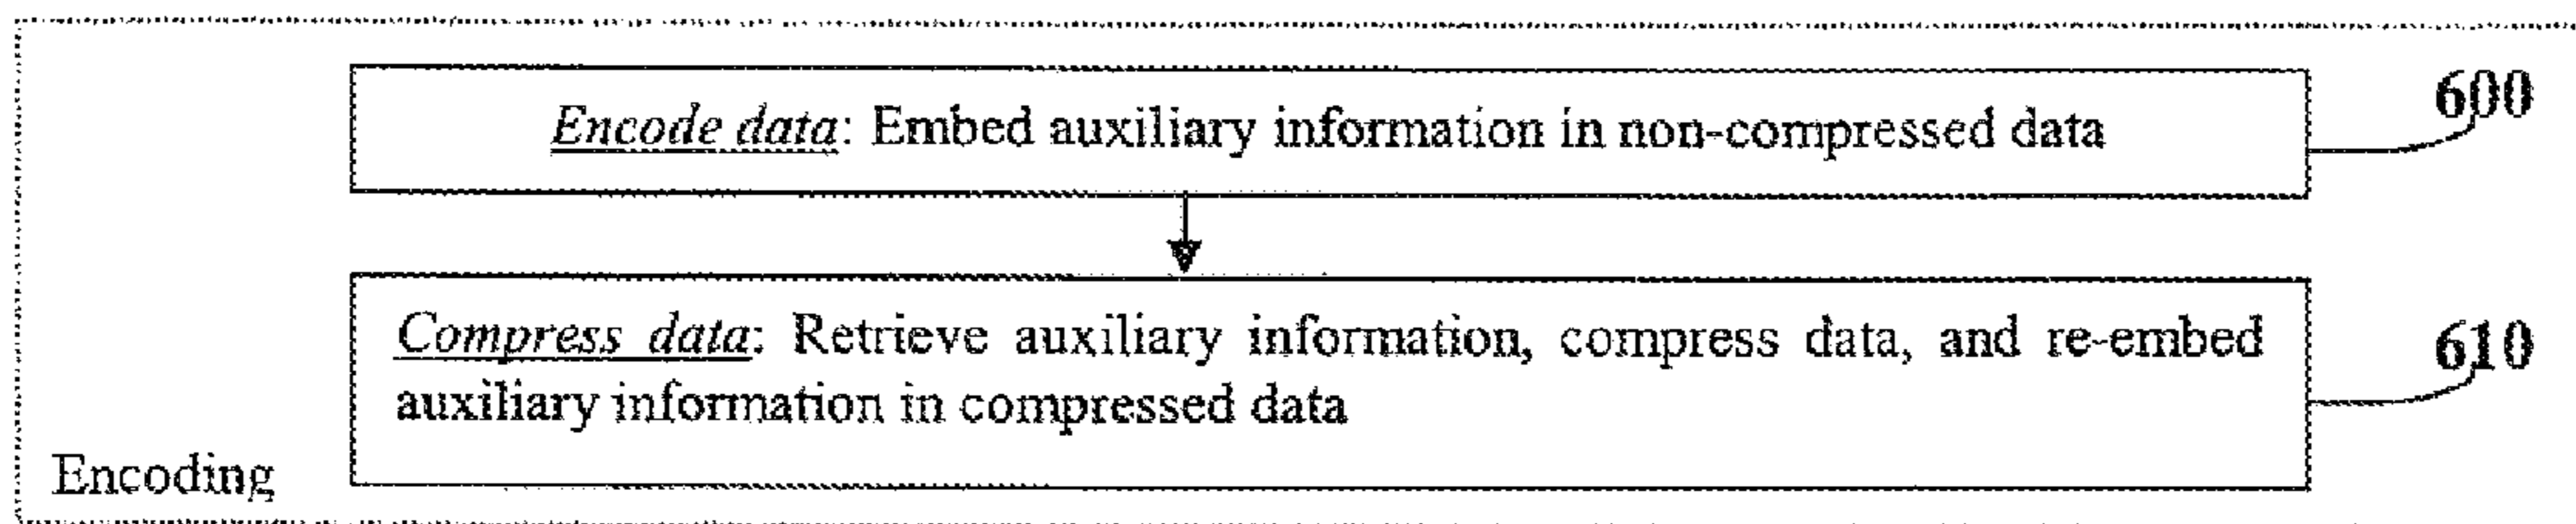 Encode data: Embed auxiliary information in non-compressed data
600
Compress data: Retrieve auxiliary information, compress data, and re-embed
auxiliary information in compressed data
610
Encoding